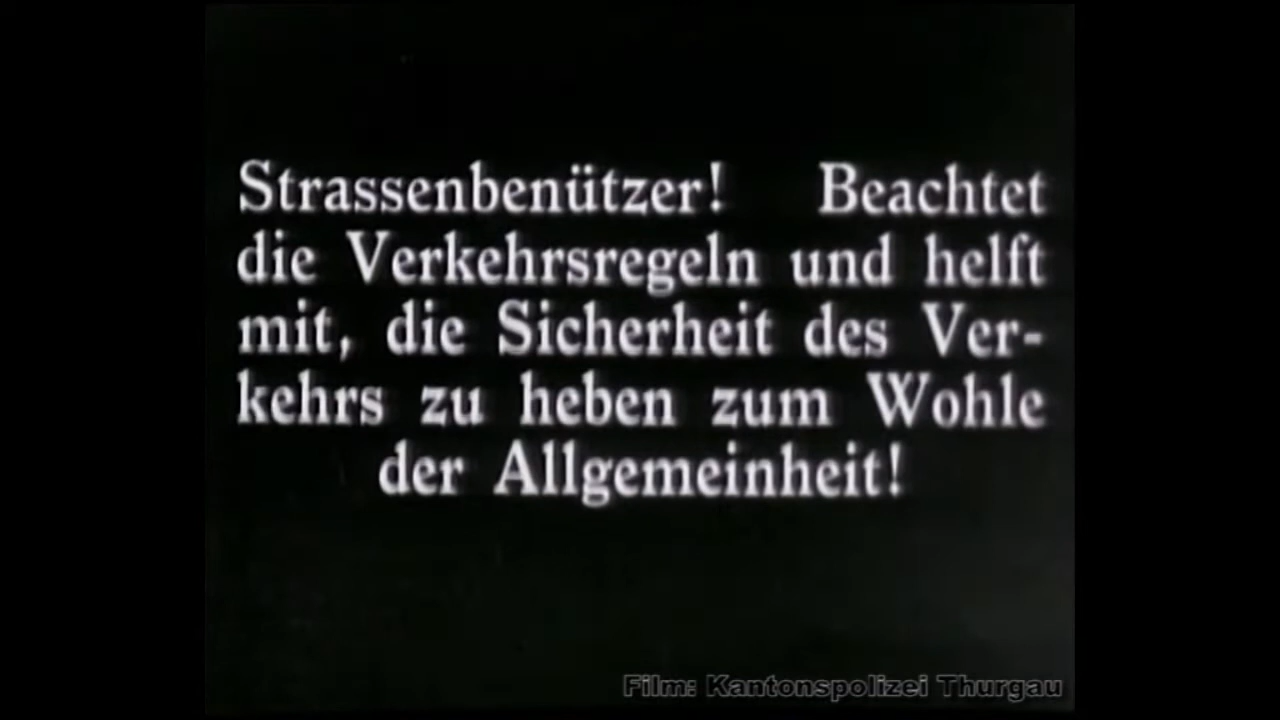 Strassenbenützer! Beachtet
die Verkehrsregeln und helft
mit, die Sicherheit des Ver-
kehrs zu heben zum Wohle
der Allgemeinheit!
Film: Kantonspolizei Thurgau